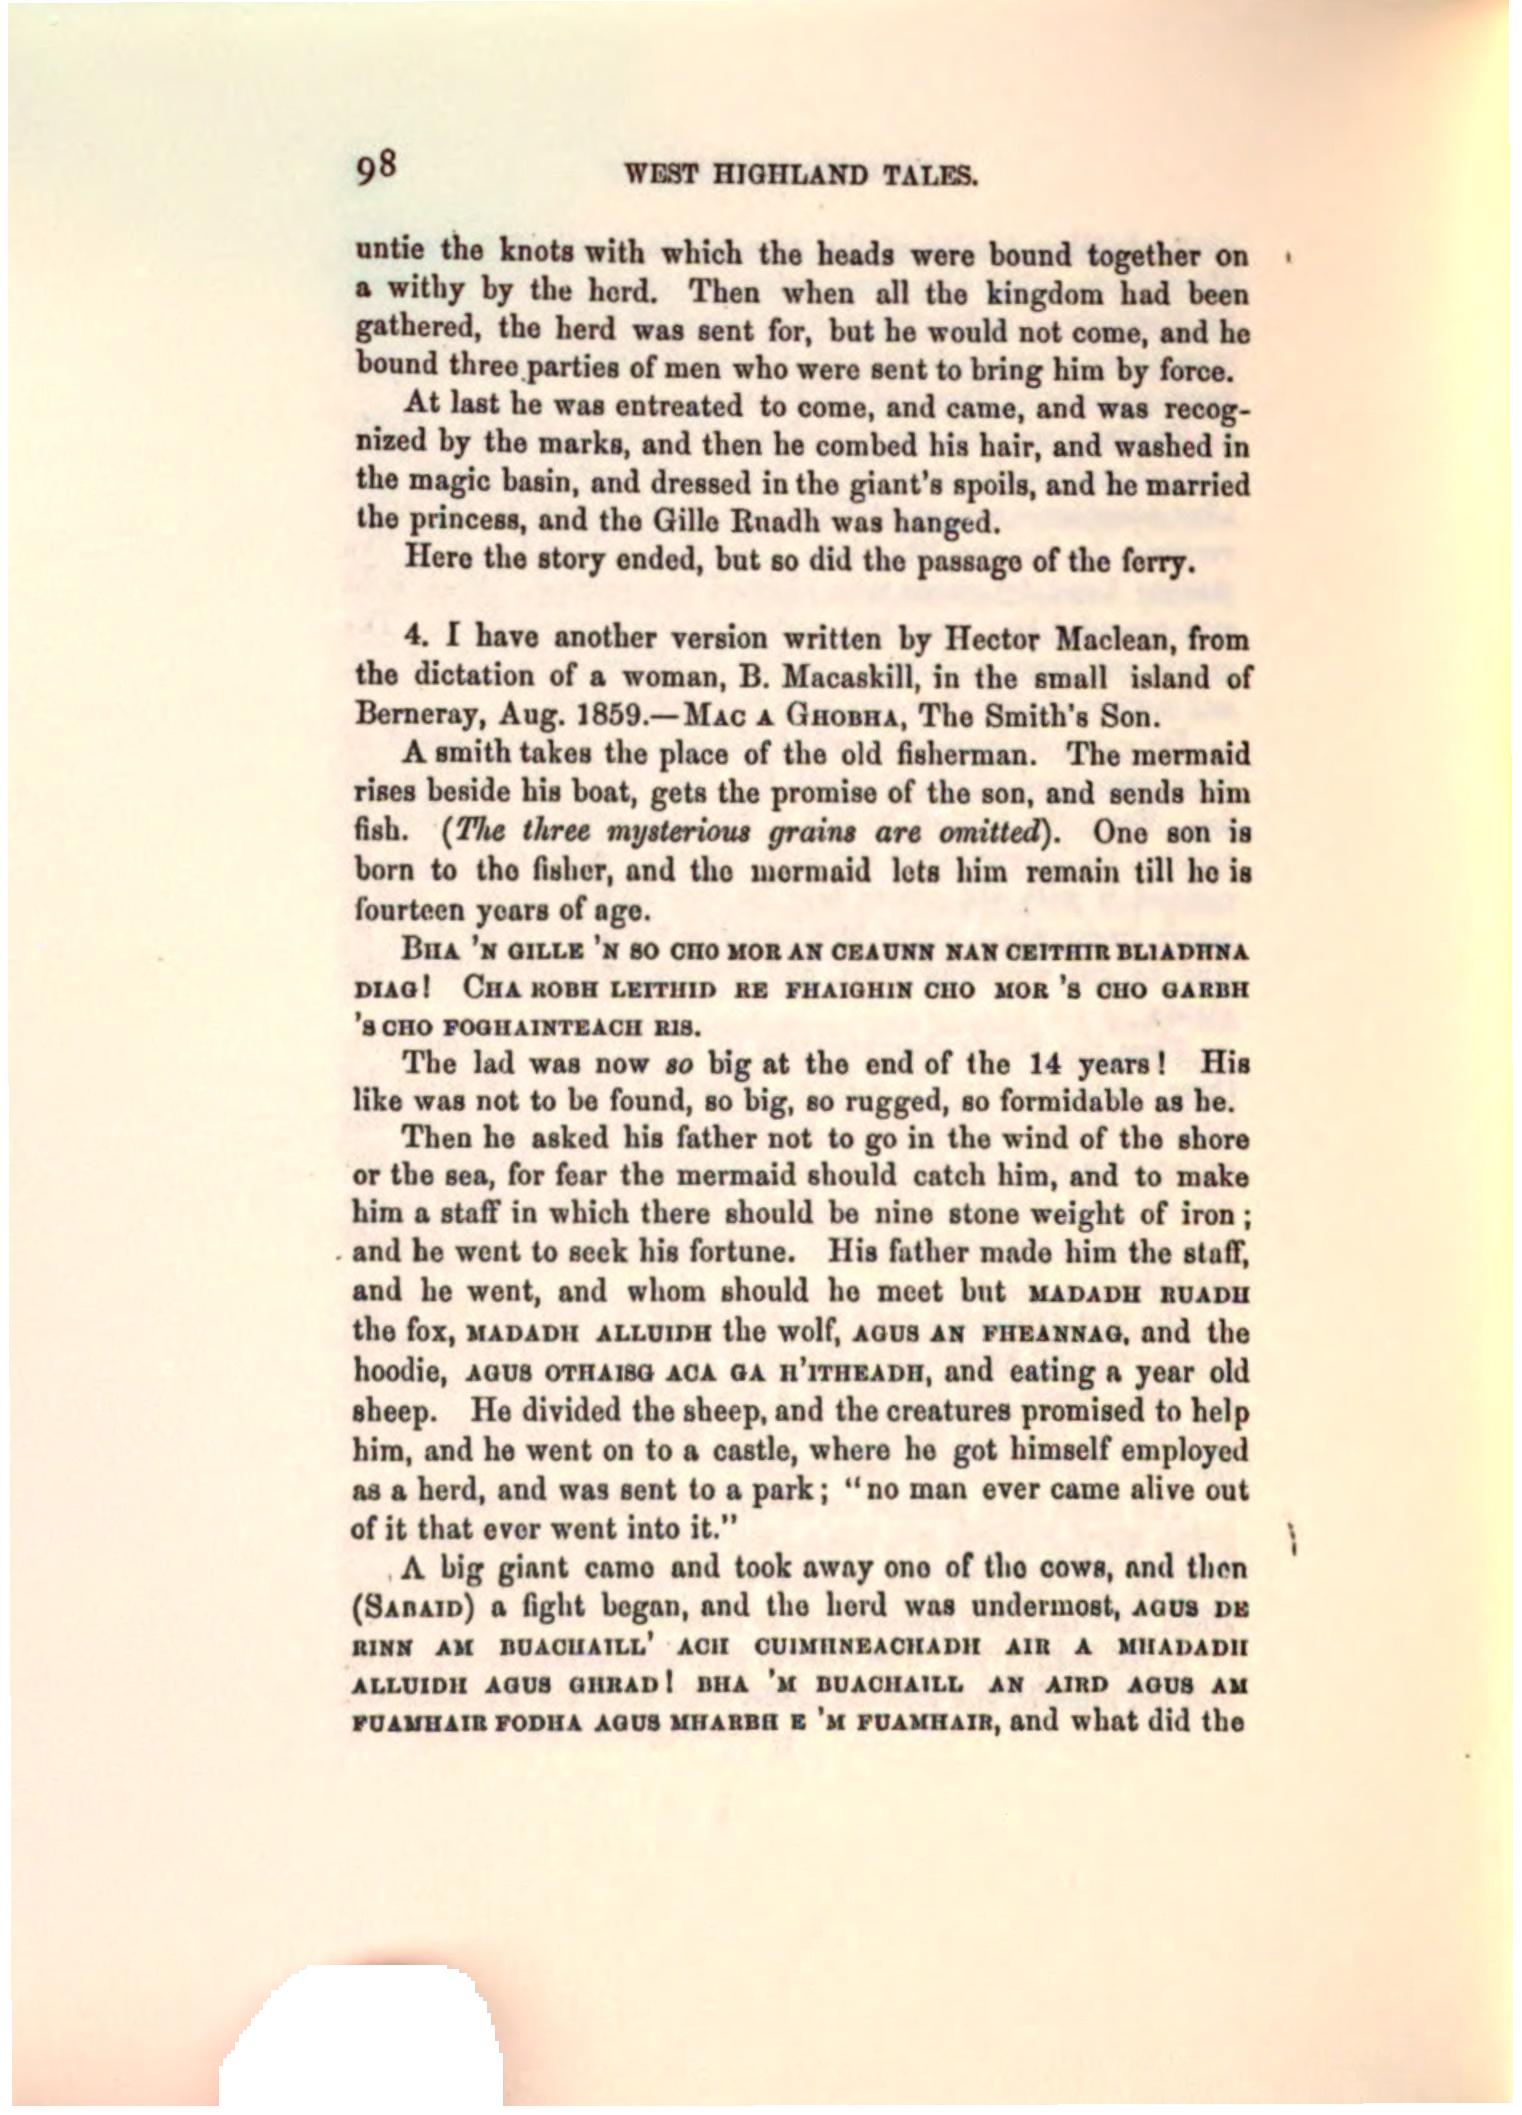 98 WEST HIGHLAND TALES.
untie the knots with which the heads were bound together on
a withy by the herd. Then when all the kingdom had been
gathered, the herd was sent for, but he would not come, and he
bound three parties of men who were sent to bring him by force.
At last he was entreated to come, and came, and was recog-
nized by the marks, and then he combed his hair, and washed in
the magic basin, and dressed in the giant's spoils, and he married
the princess, and the Gille Ruadh was hanged.
Here the story ended, but so did the passage of the ferry.
4. I have another version written by Hector Maclean, from
the dictation of a woman, B. Macaskill, in the small island of
Berneray, Aug. 1859.—MAC A GHOBHA, The Smith's Son.
A smith takes the place of the old fisherman. The mermaid
rises beside his boat, gets the promise of the son, and sends him
fish. (The three mysterious grains are omitted). One son is
born to the fisher, and the mermaid lets him remain till he is
fourteen years of age.
BHA 'N GILLE 'N SO CHO MOR AN CEAUNN NAN CEITHIR BLIADHNA
DIAG! CHA ROBH LEITHID RE FHAIGHIN CHO MOR 'S CHO GARBH
'S CHO FOGHAINTEACH RIS.
The lad was now so big at the end of the 14 years! His
like was not to be found, so big, so rugged, so formidable as he.
Then he asked his father not to go in the wind of the shore
or the sea, for fear the mermaid should catch him, and to make
him a staff in which there should be nine stone weight of iron;
and he went to seek his fortune. His father made him the staff,
and he went, and whom should he meet but MADADH RUADH
the fox, MADADH ALLUIDH the wolf, AGUS AN FHEANNAG, and the
hoodie, AGUS OTHAISG ACA GA H'ITHEADH, and eating a year old
sheep. He divided the sheep, and the creatures promised to help
him, and he went on to a castle, where he got himself employed
as a herd, and was sent to a park; "no man ever came alive out
of it that ever went into it."
A big giant came and took away one of the cows, and then
(SABAID) a fight began, and the herd was undermost, AGUS DE
RINN AM BUACHAILL' ACH CUIMHNEACHADH AIR A MHADADH
ALLUIDH AGUS GHRAD! BHA 'M BUACHAILL AN AIRD AGUS AM
FUAMHAIR FODHA AGUS MHARBH E 'M FUAMHAIR, and what did the